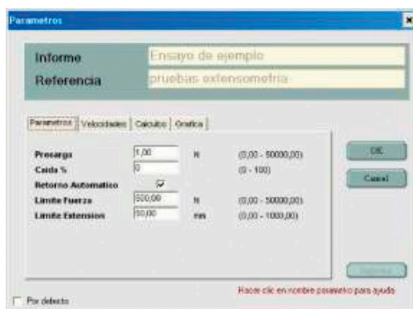 Parametros
Informe Ensayo de ejemplo
Referencia pruebas extensometria
Parametros Velocidades Calculos Grafica
Precarga 1,00 N (0,00 - 50000,00)
Caida % 0 (0 - 100)
Retorno Automatico
Limite Fuerza 500,00 N (0,00 - 50000,00)
Limite Extension 50,00 mm (0,00 - 1000,00)
OK
Cancel
Hacer clic en nombre parametro para ayuda
Por defecto